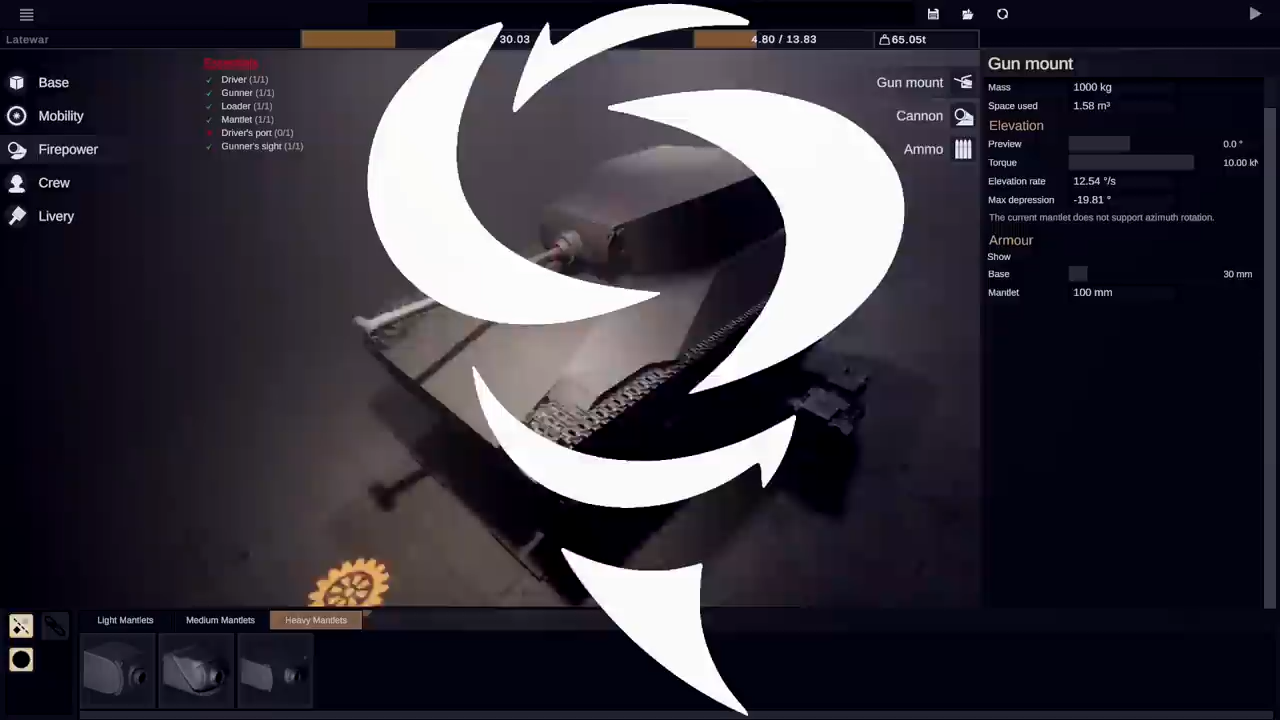 Latewar
30.03
4.80 / 13.83
65.05t
Base
Mobility
Firepower
Crew
Livery
Essentials
Driver (1/1)
Gunner (1/1)
Loader (1/1)
Mantlet (1/1)
Driver's port (0/1)
Gunner's sight (1/1)
Gun mount
Cannon
Ammo
Gun mount
Mass 1000 kg
Space used 1.58 m³
Elevation
Preview 0.0 °
Torque 10.00 kN
Elevation rate 12.54 °/s
Max depression -19.81 °
The current mantlet does not support azimuth rotation.
Armour
Show
Base 30 mm
Mantlet 100 mm
Light Mantlets Medium Mantlets Heavy Mantlets